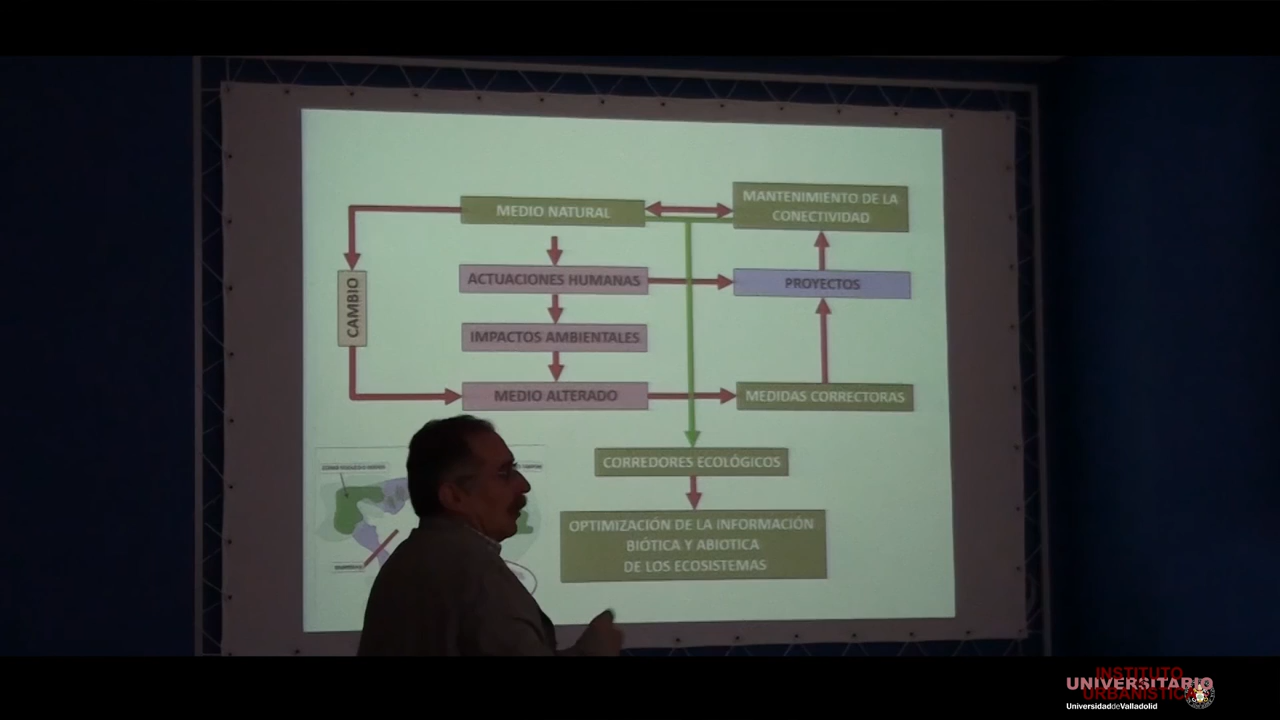 MEDIO NATURAL
MANTENIMIENTO DE LA
CONECTIVIDAD
CAMBIO
ACTUACIONES HUMANAS
PROYECTOS
IMPACTOS AMBIENTALES
MEDIO ALTERADO
MEDIDAS CORRECTORAS
CORREDORES ECOLÓGICOS
OPTIMIZACIÓN DE LA INFORMACIÓN
BIÓTICA Y ABIOTICA
DE LOS ECOSISTEMAS
INSTITUTO
UNIVERSITARIO
URBANÍSTICA
UniversidaddeValladolid